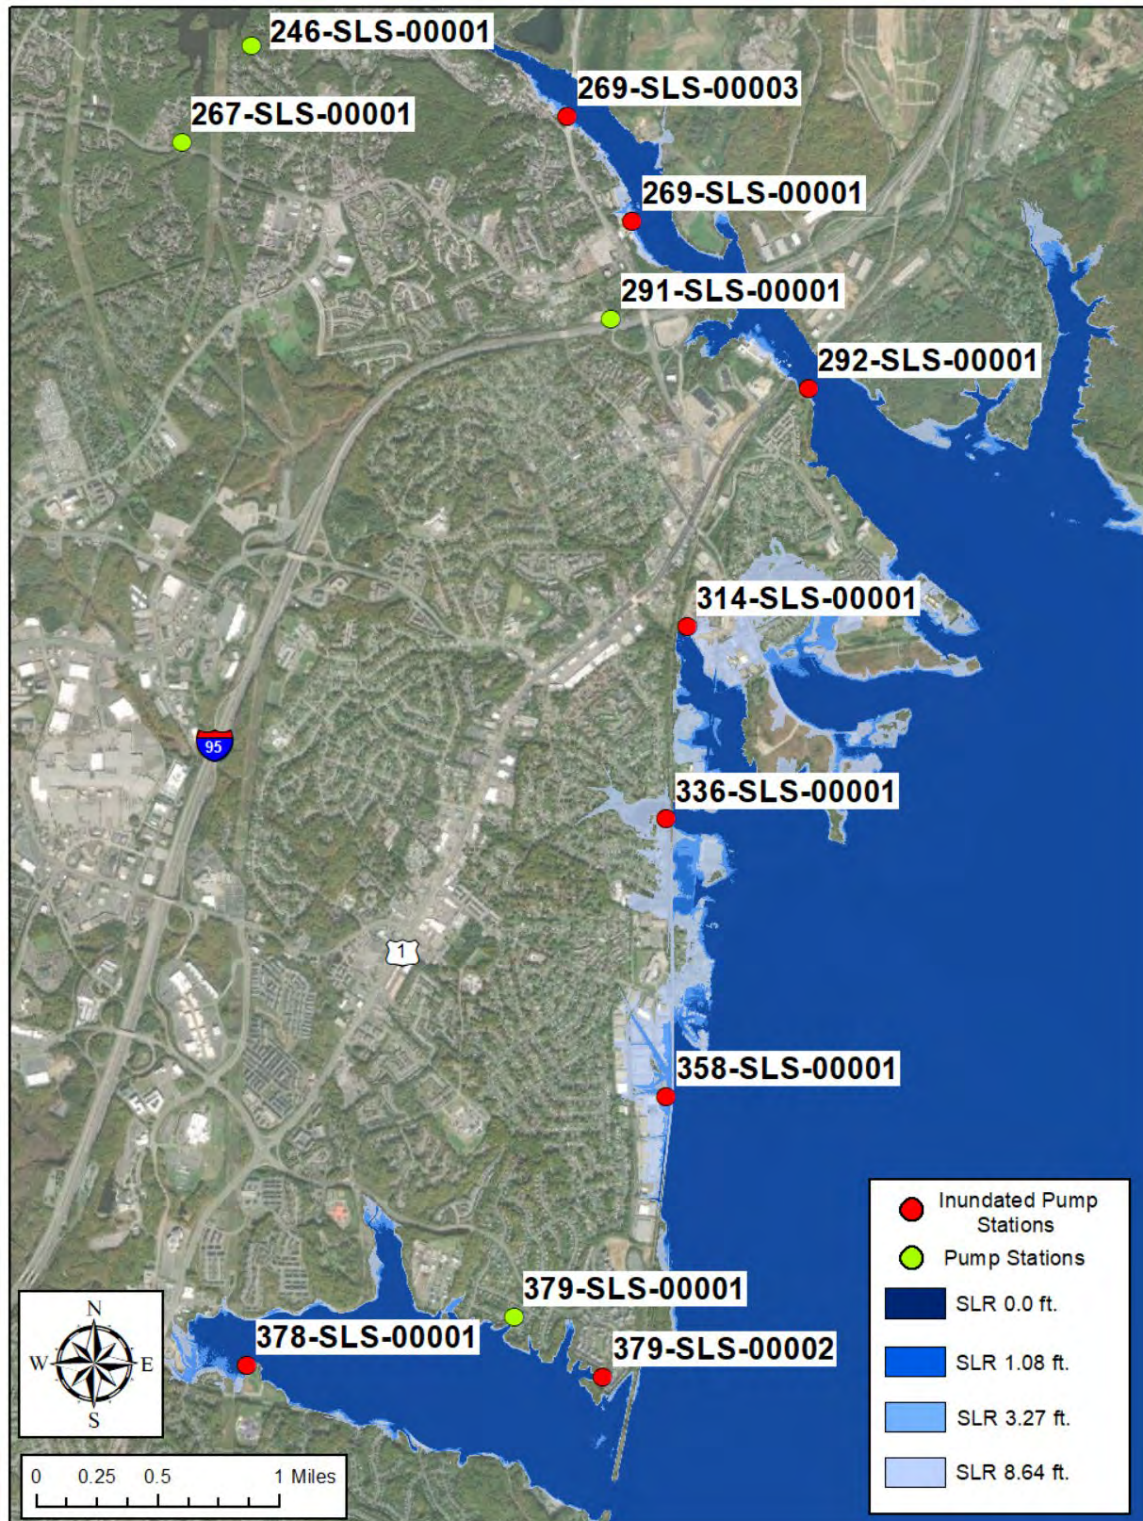 246-SLS-00001
269-SLS-00003
267-SLS-00001
269-SLS-00001
291-SLS-00001
292-SLS-00001
314-SLS-00001
95
336-SLS-00001
1
358-SLS-00001
379-SLS-00001
378-SLS-00001
379-SLS-00002
Inundated Pump
Stations
Pump Stations
SLR 0.0 ft.
SLR 1.08 ft.
SLR 3.27 ft.
SLR 8.64 ft.
N
W E
S
0 0.25 0.5 1 Miles